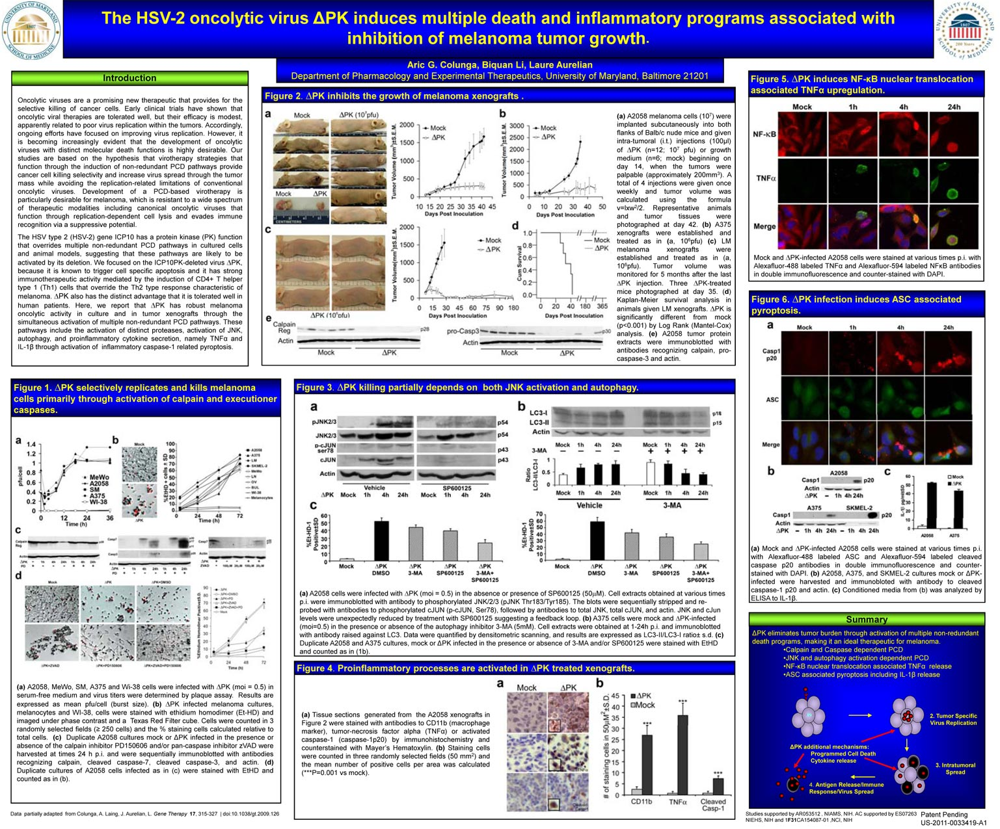 The HSV-2 oncolytic virus ΔPK induces multiple death and inflammatory programs associated with
inhibition of melanoma tumor growth.
Aric G. Colunga, Biquan Li, Laure Aurelian
Department of Pharmacology and Experimental Therapeutics, University of Maryland, Baltimore 21201
Introduction
Oncolytic viruses are a promising new therapeutic that provides for the
selective killing of cancer cells. Early clinical trials have shown that
oncolytic viral therapies are tolerated well, but their efficacy is modest,
apparently related to poor virus replication within the tumors. Accordingly,
ongoing efforts have focused on improving virus replication. However, it
is becoming increasingly evident that the development of oncolytic
viruses with distinct molecular death functions is highly desirable. Our
studies are based on the hypothesis that virotherapy strategies that
function through the induction of non-redundant PCD pathways provide
cancer cell killing selectivity and increase virus spread through the tumor
mass while avoiding the replication-related limitations of conventional
oncolytic viruses. Development of a PCD-based virotherapy is
particularly desirable for melanoma, which is resistant to a wide spectrum
of therapeutic modalities including canonical oncolytic viruses that
function through replication-dependent cell lysis and evades immune
recognition via a suppressive potential.
The HSV type 2 (HSV-2) gene ICP10 has a protein kinase (PK) function
that overrides multiple non-redundant PCD pathways in cultured cells
and animal models, suggesting that these pathways are likely to be
activated by its deletion. We focused on the ICP10PK-deleted virus ΔPK,
because it is known to trigger cell specific apoptosis and it has strong
immunotherapeutic activity mediated by the induction of CD4+ T helper
type 1 (Th1) cells that override the Th2 type response characteristic of
melanoma. ΔPK also has the distinct advantage that it is tolerated well in
human patients. Here, we report that ΔPK has robust melanoma
oncolytic activity in culture and in tumor xenografts through the
simultaneous activation of multiple non-redundant PCD pathways. These
pathways include the activation of distinct proteases, activation of JNK,
autophagy, and proinflammatory cytokine secretion, namely TNFα and
IL-1β through activation of inflammatory caspase-1 related pyroptosis.
Figure 1. ΔPK selectively replicates and kills melanoma
cells primarily through activation of calpain and executioner
caspases.
a
pfu/cell
MeWo
A2058
SM
A375
WI-38
Time (h)
b
Mock
ΔPK
%EtHD + cells ± SD
A2058
A375
LM
SKMEL-2
MeWo
LN
OV
BUL
WI-38
Melanocytes
Time (h)
c
d
Mock
ΔPK
ΔPK+DMSO
ΔPK+ZVAD
ΔPK+PD150606
ΔPK+ZVAD+PD150606
Time (h)
(a) A2058, MeWo, SM, A375 and Wi-38 cells were infected with ΔPK (moi = 0.5) in
serum-free medium and virus titers were determined by plaque assay. Results are
expressed as mean pfu/cell (burst size). (b) ΔPK infected melanoma cultures,
melanocytes and WI-38, cells were stained with ethidium homodimer (Et-HD) and
imaged under phase contrast and a Texas Red Filter cube. Cells were counted in 3
randomly selected fields (≥ 250 cells) and the % staining cells calculated relative to
total cells. (c) Duplicate A2058 cultures mock or ΔPK infected in the presence or
absence of the calpain inhibitor PD150606 and/or pan-caspase inhibitor zVAD were
harvested at times 24 h p.i. and were sequentially immunoblotted with antibodies
recognizing calpain, cleaved caspase-7, cleaved caspase-3, and actin. (d)
Duplicate cultures of A2058 cells infected as in (c) were stained with EtHD and
counted as in (b).
Data partially adapted from Colunga, A. Laing, J. Aurelian, L. Gene Therapy 17, 315-327 | doi:10.1038/gt.2009.126
Figure 2. ΔPK inhibits the growth of melanoma xenografts .
a
Mock
ΔPK (10⁷pfu)
Mock
ΔPK
CENTIMETERS
Tumor Volume (mm³)±S.E.M.
Mock
ΔPK
Days Post Inoculation
b
Tumor Volume (mm³)±S.E.M.
Mock
ΔPK
Days Post Inoculation
c
ΔPK (10⁶pfu)
Tumor Volume(mm³)±S.E.M.
Mock
ΔPK
Days Post Inoculation
d
Cum Survival
Mock
ΔPK
Days Post Inoculation
e
Calpain
Reg
p28
Actin
Mock
ΔPK
pro-Casp3
p30
Actin
Mock
ΔPK
(a) A2058 melanoma cells (10⁷) were
implanted subcutaneously into both
flanks of Balb/c nude mice and given
intra-tumoral (i.t.) injections (100μl)
of ΔPK (n=12; 10⁷ pfu) or growth
medium (n=6; mock) beginning on
day 14, when the tumors were
palpable (approximately 200mm³). A
total of 4 injections were given once
weekly and tumor volume was
calculated using the formula
v=lxw²/2. Representative animals
and tumor tissues were
photographed at day 42. (b) A375
xenografts were established and
treated as in (a, 10⁶pfu) (c) LM
melanoma xenografts were
established and treated as in (a,
10⁶pfu). Tumor volume was
monitored for 5 months after the last
ΔPK injection. Three ΔPK-treated
mice photographed at day 35. (d)
Kaplan-Meier survival analysis in
animals given LM xenografts. ΔPK is
significantly different from mock
(p<0.001) by Log Rank (Mantel-Cox)
analysis. (e) A2058 tumor protein
extracts were immunoblotted with
antibodies recognizing calpain, pro-
caspase-3 and actin.
Figure 3. ΔPK killing partially depends on both JNK activation and autophagy.
a
pJNK2/3 p54
JNK2/3 p54
p-cJUN
ser78 p43
cJUN p43
Actin
Vehicle SP600125
ΔPK Mock 1h 4h 24h Mock 1h 4h 24h
b
LC3-I p18
LC3-II p15
Actin
Mock 1h 4h 24h Mock 1h 4h 24h
3-MA − − − − + + + +
Ratio
LC3-II/LC3-I
Mock 1h 4h 24h Mock 1h 4h 24h
Vehicle 3-MA
c
%Et-HD-1
Positive±SD
Mock ΔPK DMSO ΔPK 3-MA ΔPK SP600125 ΔPK 3-MA+ SP600125
%Et-HD-1
Positive±SD
Mock ΔPK DMSO ΔPK 3-MA ΔPK SP600125 ΔPK 3-MA+ SP600125
(a) A2058 cells were infected with ΔPK (moi = 0.5) in the absence or presence of SP600125 (50μM). Cell extracts obtained at various times
p.i. were immunoblotted with antibody to phosphorylated JNK/2/3 (pJNK Thr183/Tyr185). The blots were sequentially stripped and re-
probed with antibodies to phosphorylated cJUN (p-cJUN, Ser78), followed by antibodies to total JNK, total cJUN, and actin. JNK and cJun
levels were unexpectedly reduced by treatment with SP600125 suggesting a feedback loop. (b) A375 cells were mock and ΔPK-infected
(moi=0.5) in the presence or absence of the autophagy inhibitor 3-MA (5mM). Cell extracts were obtained at 1-24h p.i. and immunoblotted
with antibody raised against LC3. Data were quantified by densitometric scanning, and results are expressed as LC3-II/LC3-I ratio± s.d. (c)
Duplicate A2058 and A375 cultures, mock or ΔPK infected in the presence or absence of 3-MA and/or SP600125 were stained with EtHD
and counted as in (1b).
Figure 4. Proinflammatory processes are activated in ΔPK treated xenografts.
(a) Tissue sections generated from the A2058 xenografts in
Figure 2 were stained with antibodies to CD11b (macrophage
marker), tumor-necrosis factor alpha (TNFα) or activated
caspase-1 (caspase-1p20) by immunohistochemistry and
counterstained with Mayer's Hematoxylin. (b) Staining cells
were counted in three randomly selected fields (50 mm²) and
the mean number of positive cells per area was calculated
(***P=0.001 vs mock).
a
Mock ΔPK
b
# of staining cells in 50μM²±S.D.
ΔPK
Mock
*** *** ***
CD11b TNFα Cleaved
Casp-1
Figure 5. ΔPK induces NF-κB nuclear translocation
associated TNFα upregulation.
Mock 1h 4h 24h
NF-κB
TNFα
Merge
Mock and ΔPK-infected A2058 cells were stained at various times p.i. with
Alexafluor-488 labeled TNFα and Alexafluor-594 labeled NFκB antibodies
in double immunofluorescence and counter-stained with DAPI.
Figure 6. ΔPK infection induces ASC associated
pyroptosis.
a
Mock 1h 4h 24h
Casp1
p20
ASC
Merge
b
A2058
Casp1 p20
Actin
ΔPK − 1h 4h 24h
A375 SKMEL-2
Casp1 p20
Actin
ΔPK − 1h 4h 24h − 1h 4h 24h
c
IL-1β pg/ml±SD
Mock
ΔPK
A2058 A375
(a) Mock and ΔPK-infected A2058 cells were stained at various times p.i.
with Alexafluor-488 labeled ASC and Alexafluor-594 labeled cleaved
caspase p20 antibodies in double immunofluorescence and counter-
stained with DAPI. (b) A2058, A375, and SKMEL-2 cultures mock or ΔPK-
infected were harvested and immunoblotted with antibody to cleaved
caspase-1 p20 and actin. (c) Conditioned media from (b) was analyzed by
ELISA to IL-1β.
Summary
ΔPK eliminates tumor burden through activation of multiple non-redundant
death programs, making it an ideal therapeutic for melanoma.
•Calpain and Caspase dependent PCD
•JNK and autophagy activation dependent PCD
•NF-κB nuclear translocation associated TNFα release
•ASC associated pyroptosis including IL-1β release
2. Tumor Specific
Virus Replication
ΔPK additional mechanisms:
Programmed Cell Death
Cytokine release
3. Intratumoral
Spread
4. Antigen Release/Immune
Response/Virus Spread
Studies supported by AR053512 , NIAMS, NIH. AC supported by ES07263
NIEHS, NIH and 1F31CA154087-01 ,NCI, NIH
Patent Pending
US-2011-0033419-A1